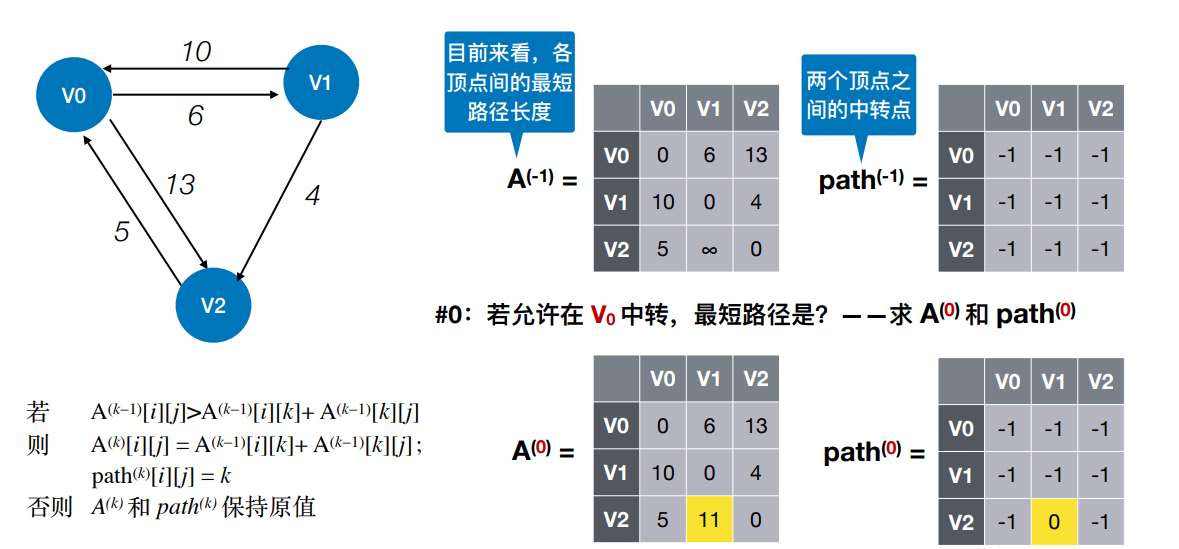 V0
V1
V2
10
6
13
5
4
目前来看，各
顶点间的最短
路径长度
两个顶点之
间的中转点
A(-1) =
V0 V1 V2
V0 0 6 13
V1 10 0 4
V2 5 ∞ 0
path(-1) =
V0 V1 V2
V0 -1 -1 -1
V1 -1 -1 -1
V2 -1 -1 -1
#0：若允许在 V0 中转，最短路径是？——求 A(0) 和 path(0)
若 A(k−1)[i][j]>A(k−1)[i][k]+ A(k−1)[k][j]
则 A(k)[i][j] = A(k−1)[i][k]+ A(k−1)[k][j] ;
path(k)[i][j] = k
否则 A(k) 和 path(k) 保持原值
A(0) =
V0 V1 V2
V0 0 6 13
V1 10 0 4
V2 5 11 0
path(0) =
V0 V1 V2
V0 -1 -1 -1
V1 -1 -1 -1
V2 -1 0 -1